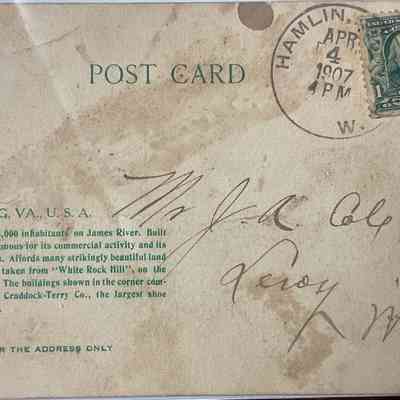 POST CARD
HAMLIN,
APR
4
1907
4 PM
W.
1
G, VA., U. S. A.
,000 inhabitants on James River. Built
mous for its commercial activity and its
. Affords many strikingly beautiful land
taken from "White Rock Hill", on the
The buildings shown in the corner com-
Craddock-Terry Co., the largest shoe
d.
R THE ADDRESS ONLY
Mr J. A. Cole
Leroy
W